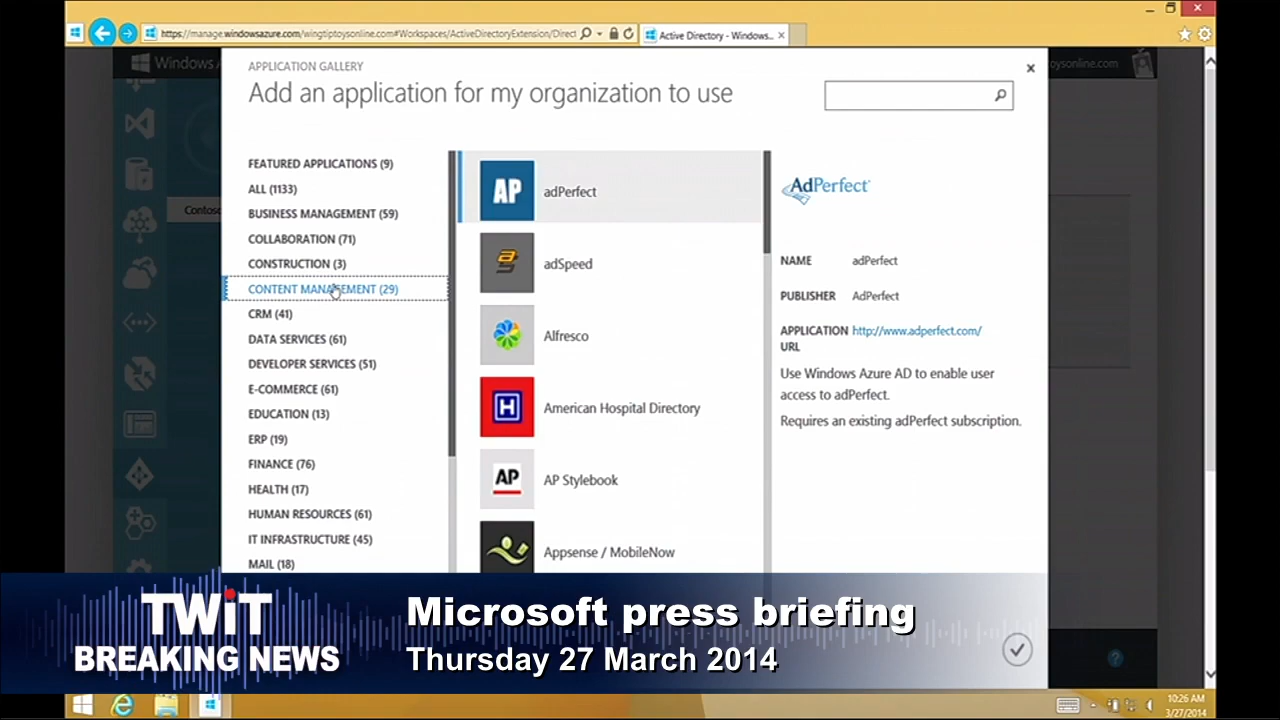 https://manage.windowsazure.com/wingtiptoysonline.com#Workspaces/ActiveDirectoryExtension/Direct
Active Directory - Windows...
Windows A
oysonline.com
Contoso
APPLICATION GALLERY
Add an application for my organization to use
FEATURED APPLICATIONS (9)
ALL (1133)
BUSINESS MANAGEMENT (59)
COLLABORATION (71)
CONSTRUCTION (3)
CONTENT MANAGEMENT (29)
CRM (41)
DATA SERVICES (61)
DEVELOPER SERVICES (51)
E-COMMERCE (61)
EDUCATION (13)
ERP (19)
FINANCE (76)
HEALTH (17)
HUMAN RESOURCES (61)
IT INFRASTRUCTURE (45)
MAIL (18)
AP
adPerfect
adSpeed
Alfresco
H
American Hospital Directory
AP
AP Stylebook
Appsense / MobileNow
AdPerfect
NAME adPerfect
PUBLISHER AdPerfect
APPLICATION http://www.adperfect.com/
URL
Use Windows Azure AD to enable user
access to adPerfect.
Requires an existing adPerfect subscription.
TWiT
BREAKING NEWS
Microsoft press briefing
Thursday 27 March 2014
10:26 AM
3/27/2014